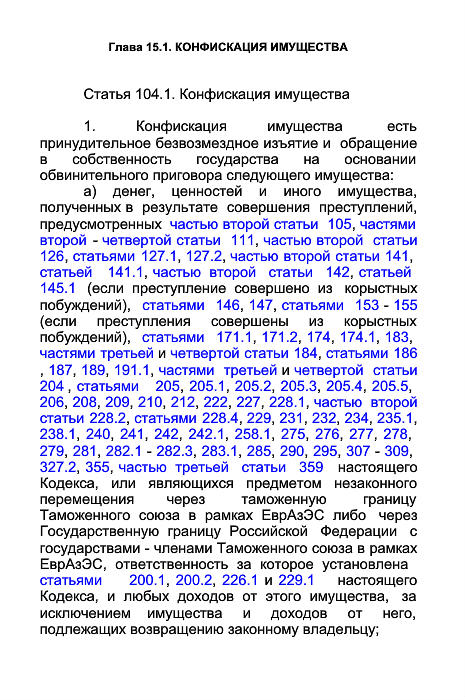 Глава 15.1. КОНФИСКАЦИЯ ИМУЩЕСТВА
Статья 104.1. Конфискация имущества
1. Конфискация имущества есть
принудительное безвозмездное изъятие и обращение
в собственность государства на основании
обвинительного приговора следующего имущества:
а) денег, ценностей и иного имущества,
полученных в результате совершения преступлений,
предусмотренных частью второй статьи 105, частями
второй - четвертой статьи 111, частью второй статьи
126, статьями 127.1, 127.2, частью второй статьи 141,
статьей 141.1, частью второй статьи 142, статьей
145.1 (если преступление совершено из корыстных
побуждений), статьями 146, 147, статьями 153 - 155
(если преступления совершены из корыстных
побуждений), статьями 171.1, 171.2, 174, 174.1, 183,
частями третьей и четвертой статьи 184, статьями 186
, 187, 189, 191.1, частями третьей и четвертой статьи
204 , статьями 205, 205.1, 205.2, 205.3, 205.4, 205.5,
206, 208, 209, 210, 212, 222, 227, 228.1, частью второй
статьи 228.2, статьями 228.4, 229, 231, 232, 234, 235.1,
238.1, 240, 241, 242, 242.1, 258.1, 275, 276, 277, 278,
279, 281, 282.1 - 282.3, 283.1, 285, 290, 295, 307 - 309,
327.2, 355, частью третьей статьи 359 настоящего
Кодекса, или являющихся предметом незаконного
перемещения через таможенную границу
Таможенного союза в рамках ЕврАзЭС либо через
Государственную границу Российской Федерации с
государствами - членами Таможенного союза в рамках
ЕврАзЭС, ответственность за которое установлена
статьями 200.1, 200.2, 226.1 и 229.1 настоящего
Кодекса, и любых доходов от этого имущества, за
исключением имущества и доходов от него,
подлежащих возвращению законному владельцу;